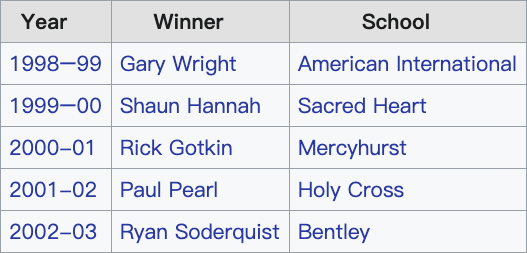 Year Winner School
1998—99 Gary Wright American International
1999—00 Shaun Hannah Sacred Heart
2000–01 Rick Gotkin Mercyhurst
2001–02 Paul Pearl Holy Cross
2002–03 Ryan Soderquist Bentley